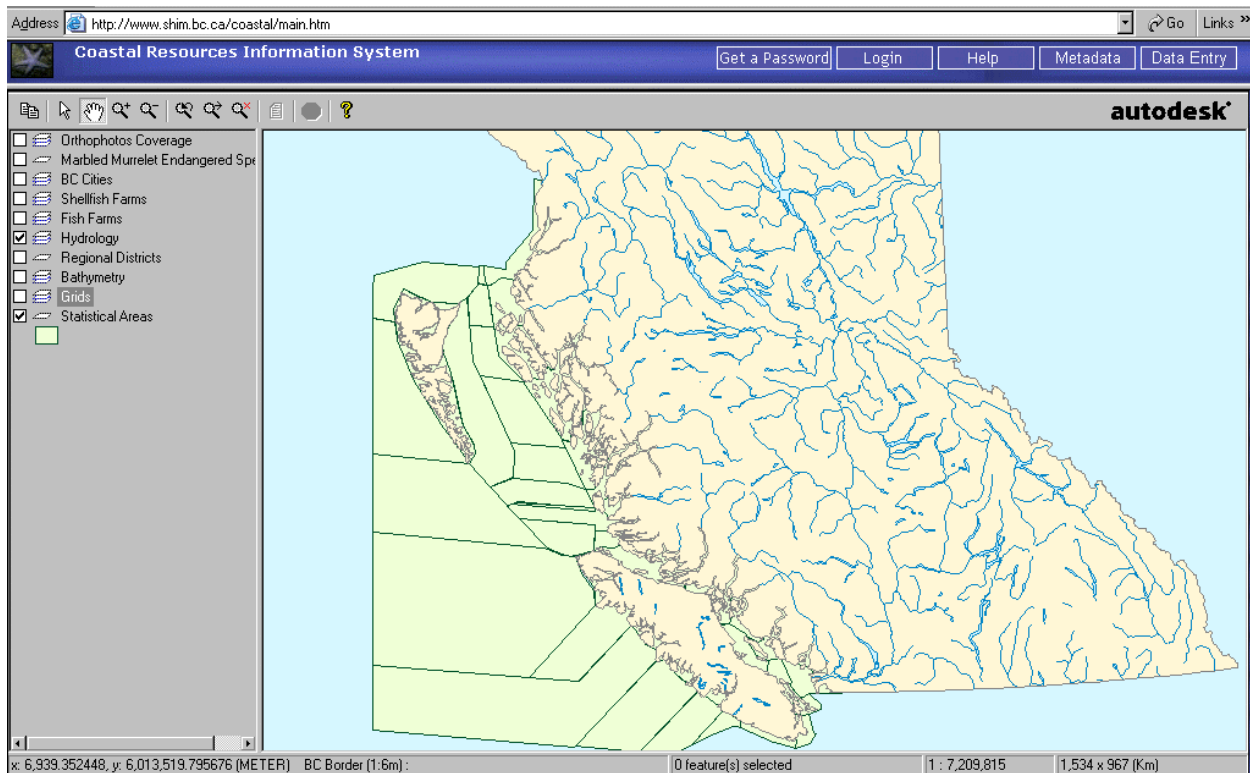 Address http://www.shim.bc.ca/coastal/main.htm Go Links »
Coastal Resources Information System Get a Password Login Help Metadata Data Entry
autodesk
Orthophotos Coverage
Marbled Murrelet Endangered Spe
BC Cities
Shellfish Farms
Fish Farms
Hydrology
Regional Districts
Bathymetry
Grids
Statistical Areas
x: 6,939.352448, y: 6,013,519.795676 (METER) BC Border (1:6m) : 0 feature(s) selected 1 : 7,209,815 1,534 x 967 (Km)